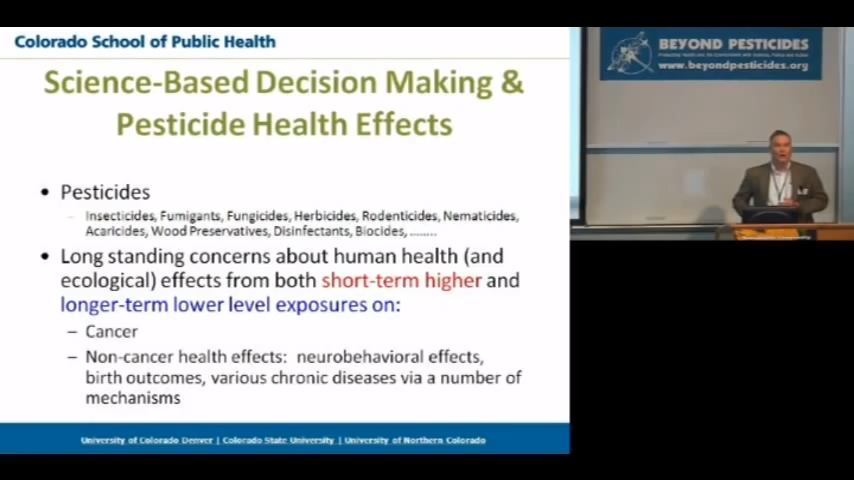 Colorado School of Public Health
Science-Based Decision Making &
Pesticide Health Effects
• Pesticides
– Insecticides, Fumigants, Fungicides, Herbicides, Rodenticides, Nematicides,
Acaricides, Wood Preservatives, Disinfectants, Biocides, ........
• Long standing concerns about human health (and
ecological) effects from both short-term higher and
longer-term lower level exposures on:
– Cancer
– Non-cancer health effects: neurobehavioral effects,
birth outcomes, various chronic diseases via a number of
mechanisms
University of Colorado Denver | Colorado State University | University of Northern Colorado
BEYOND PESTICIDES
www.beyondpesticides.org